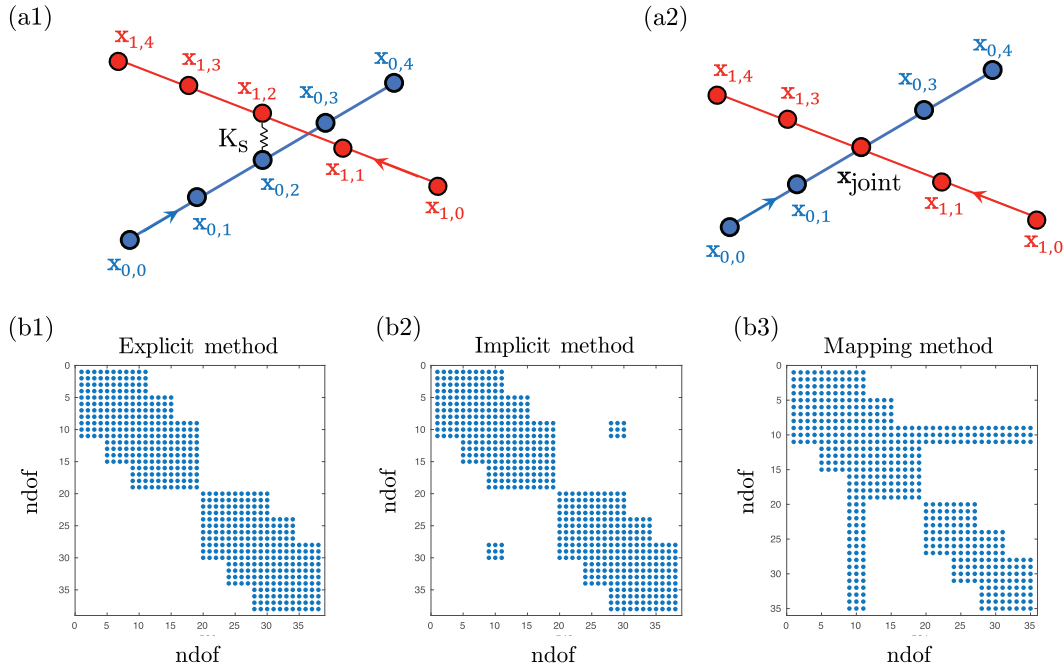 (a1)
x1,4
x1,3
x1,2
x0,4
x0,3
KS
x0,2
x1,1
x1,0
x0,1
x0,0
(a2)
x1,4
x1,3
x0,4
x0,3
xjoint
x0,1
x1,1
x0,0
x1,0
(b1)
Explicit method
0
5
10
15
20
25
30
35
ndof
0 5 10 15 20 25 30 35
ndof
(b2)
Implicit method
0
5
10
15
20
25
30
35
ndof
0 5 10 15 20 25 30 35
ndof
(b3)
Mapping method
0
5
10
15
20
25
30
35
ndof
0 5 10 15 20 25 30 35
ndof